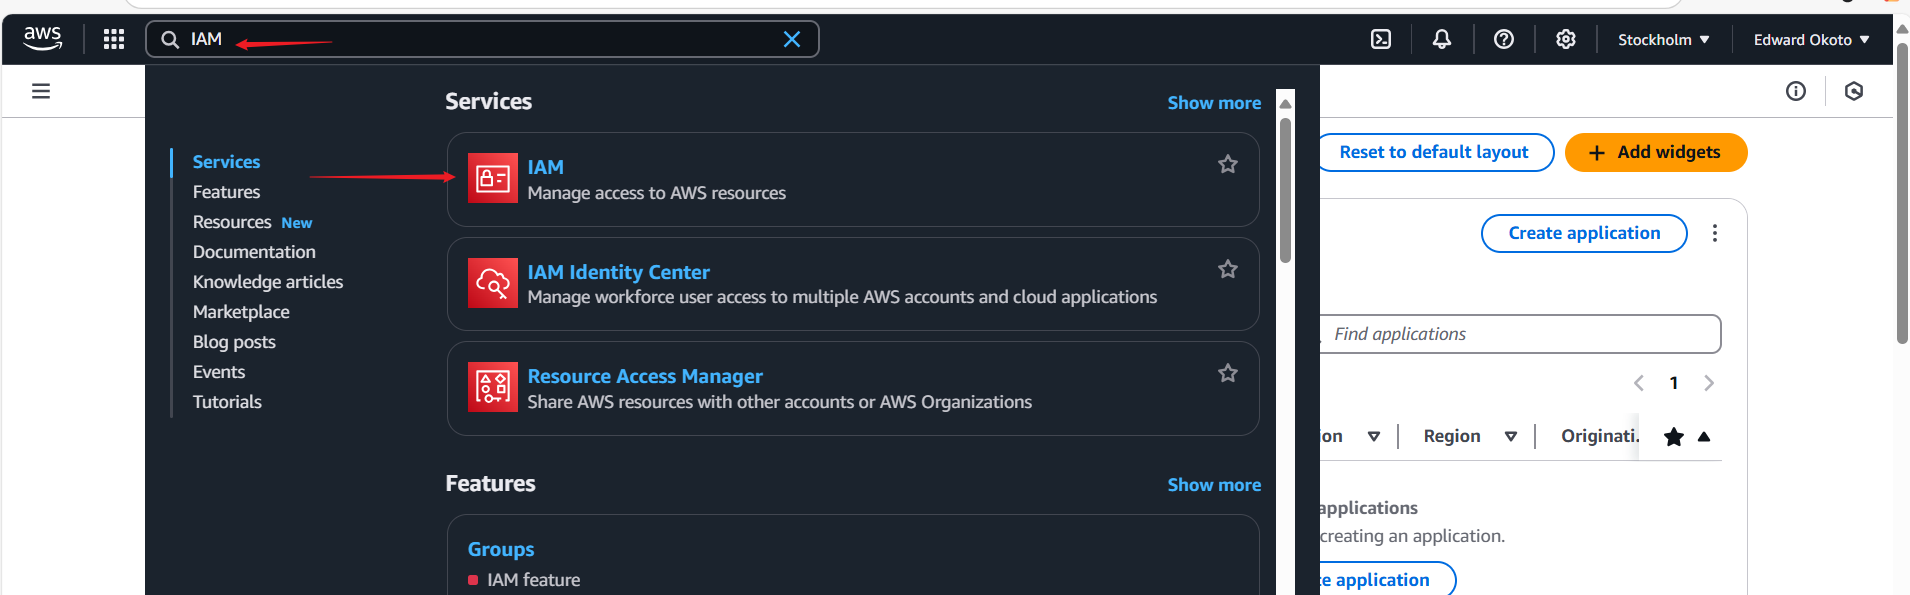 aws
IAM
Stockholm
Edward Okoto
Services
Features
Resources New
Documentation
Knowledge articles
Marketplace
Blog posts
Events
Tutorials
Services
Show more
IAM
Manage access to AWS resources
IAM Identity Center
Manage workforce user access to multiple AWS accounts and cloud applications
Resource Access Manager
Share AWS resources with other accounts or AWS Organizations
Features
Show more
Groups
IAM feature
Reset to default layout
+ Add widgets
Create application
Find applications
1
ion Region Originati.
applications
creating an application.
te application